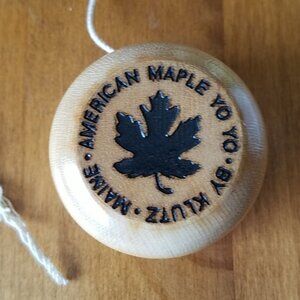 AMERICAN MAPLE YO YO • BY KLUTZ • MAINE •